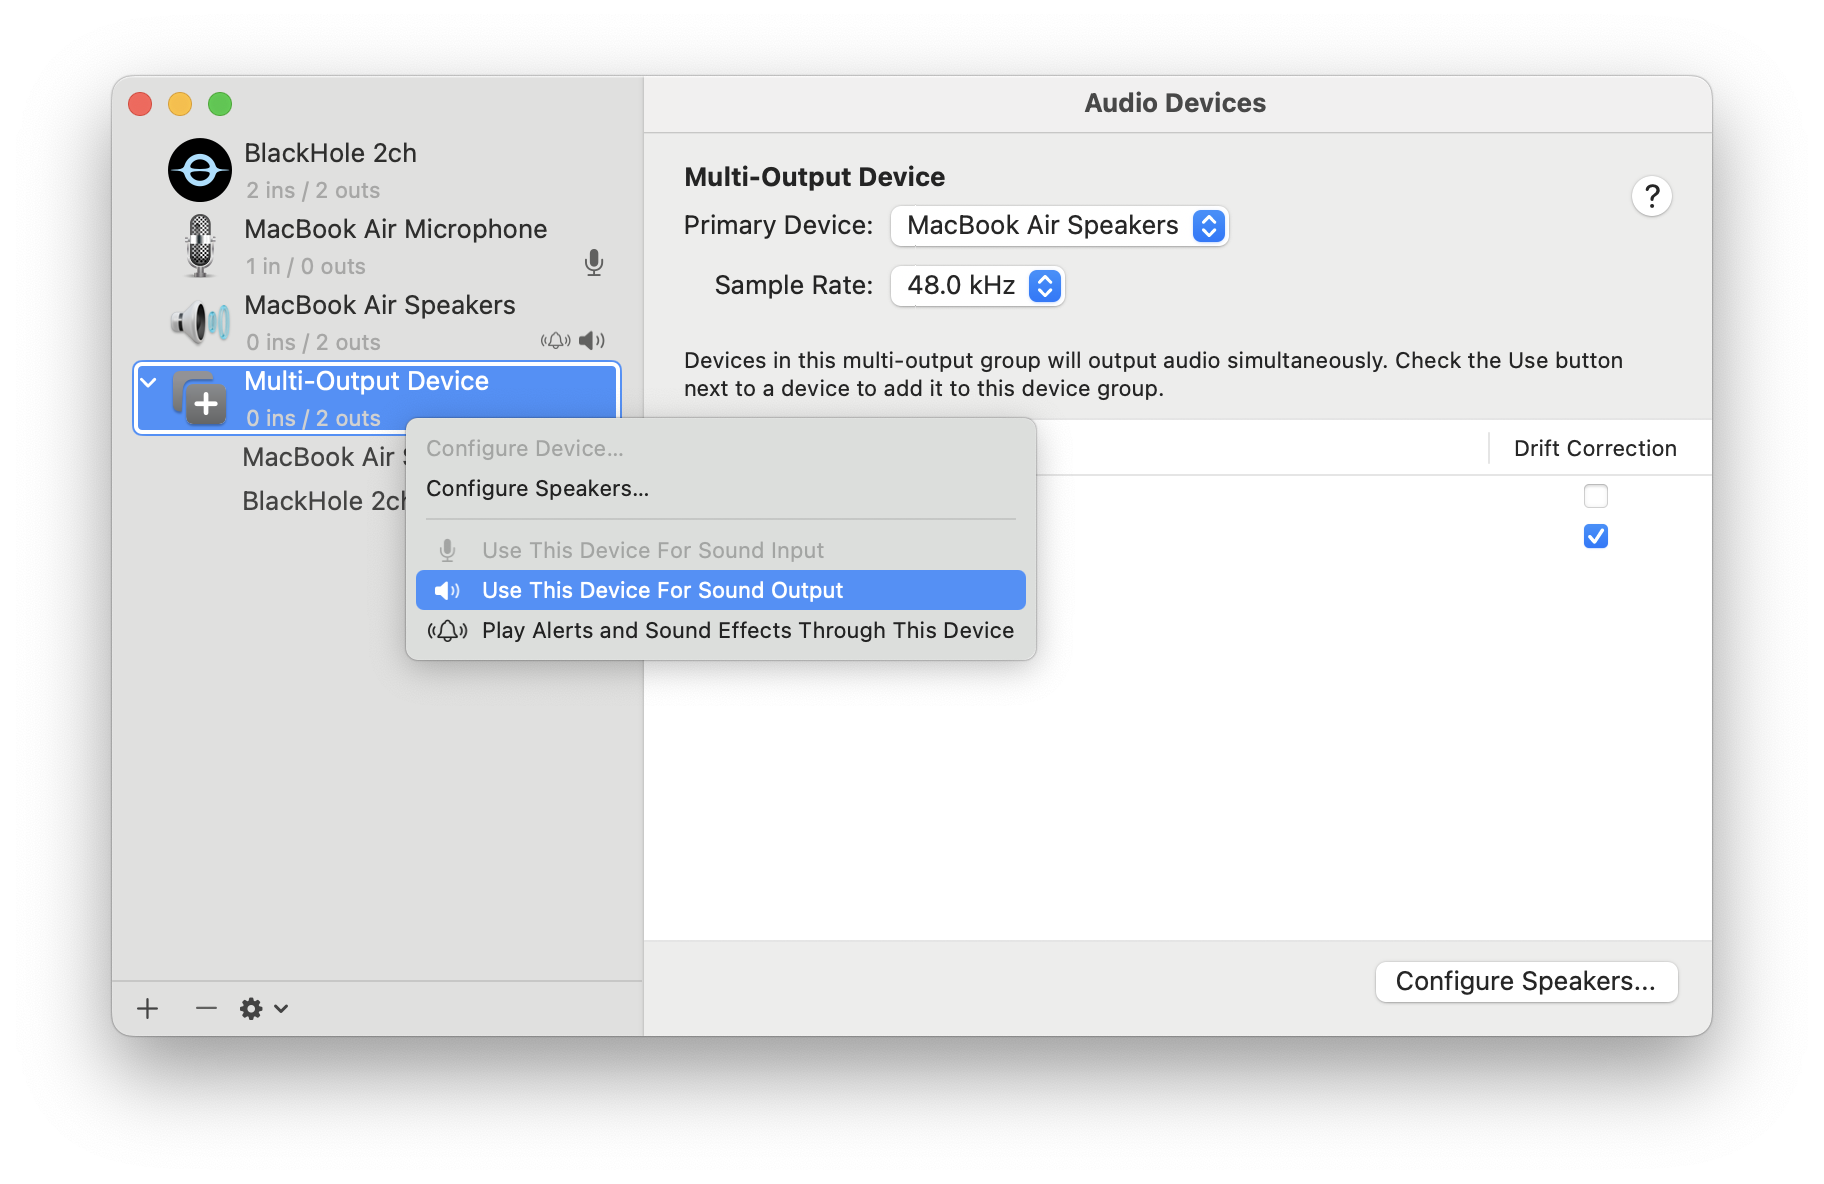 Audio Devices
BlackHole 2ch
2 ins / 2 outs
MacBook Air Microphone
1 in / 0 outs
MacBook Air Speakers
0 ins / 2 outs
Multi-Output Device
0 ins / 2 outs
MacBook Air
BlackHole 2ch
Multi-Output Device
?
Primary Device: MacBook Air Speakers
Sample Rate: 48.0 kHz
Devices in this multi-output group will output audio simultaneously. Check the Use button
next to a device to add it to this device group.
Drift Correction
Configure Device...
Configure Speakers...
Use This Device For Sound Input
Use This Device For Sound Output
Play Alerts and Sound Effects Through This Device
Configure Speakers...